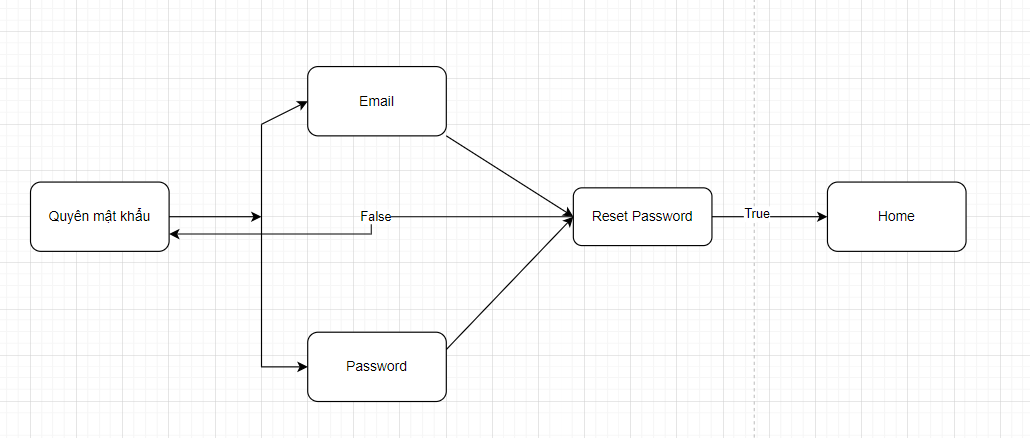 Email
Quyên mật khẩu
False
Reset Password
True
Home
Password